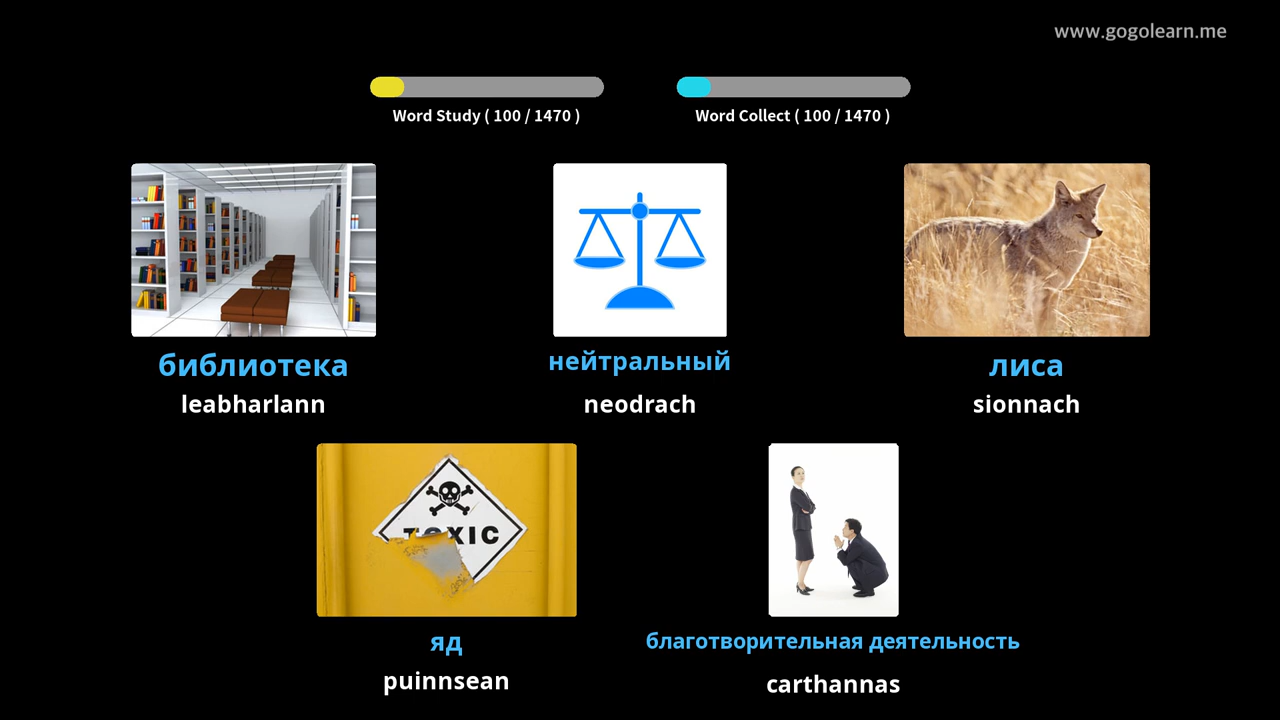 www.gogolearn.me
Word Study ( 100 / 1470 )
Word Collect ( 100 / 1470 )
библиотека
leabharlann
нейтральный
neodrach
лиса
sionnach
TOXIC
яд
puinnsean
благотворительная деятельность
carthannas